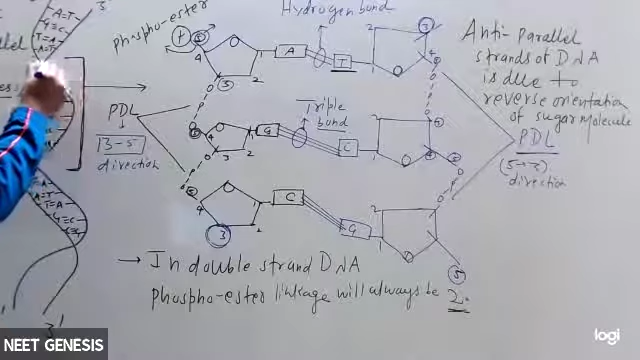 3'
A=T
G≡C
T=A
A=T
phospho-ester
Hydrogen bond
A
T
Triple
bond
G
C
C
G
PDL
3-5
direction
Anti-parallel
strands of DNA
is due to
reverse orientation
of sugar molecule
PDL
(5→3)
direction
→ In double strand DNA
phospho-ester linkage will always be 2.
3'
NEET GENESIS
logi